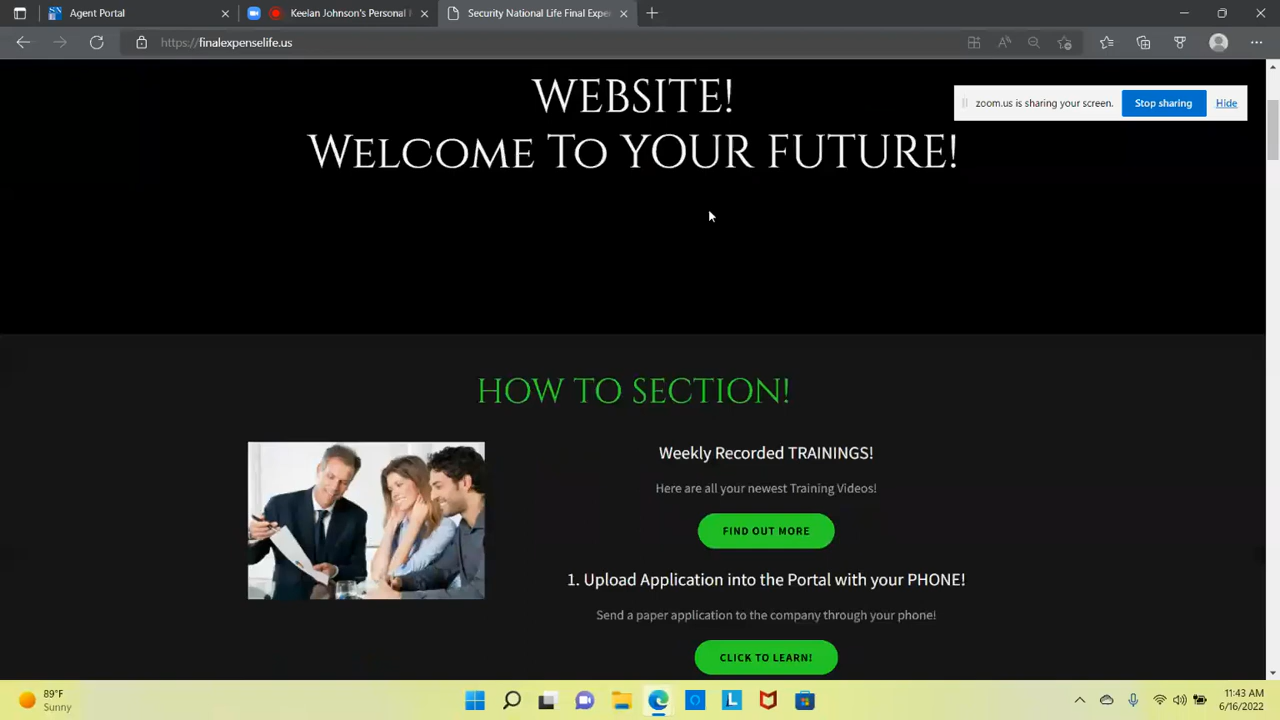 Agent Portal
Keelan Johnson's Personal
Security National Life Final Expe
https://finalexpenselife.us
zoom.us is sharing your screen.
Stop sharing
Hide
WEBSITE!
Welcome To YOUR FUTURE!
HOW TO SECTION!
Weekly Recorded TRAININGS!
Here are all your newest Training Videos!
FIND OUT MORE
1. Upload Application into the Portal with your PHONE!
Send a paper application to the company through your phone!
CLICK TO LEARN!
89°F
Sunny
11:43 AM
6/16/2022